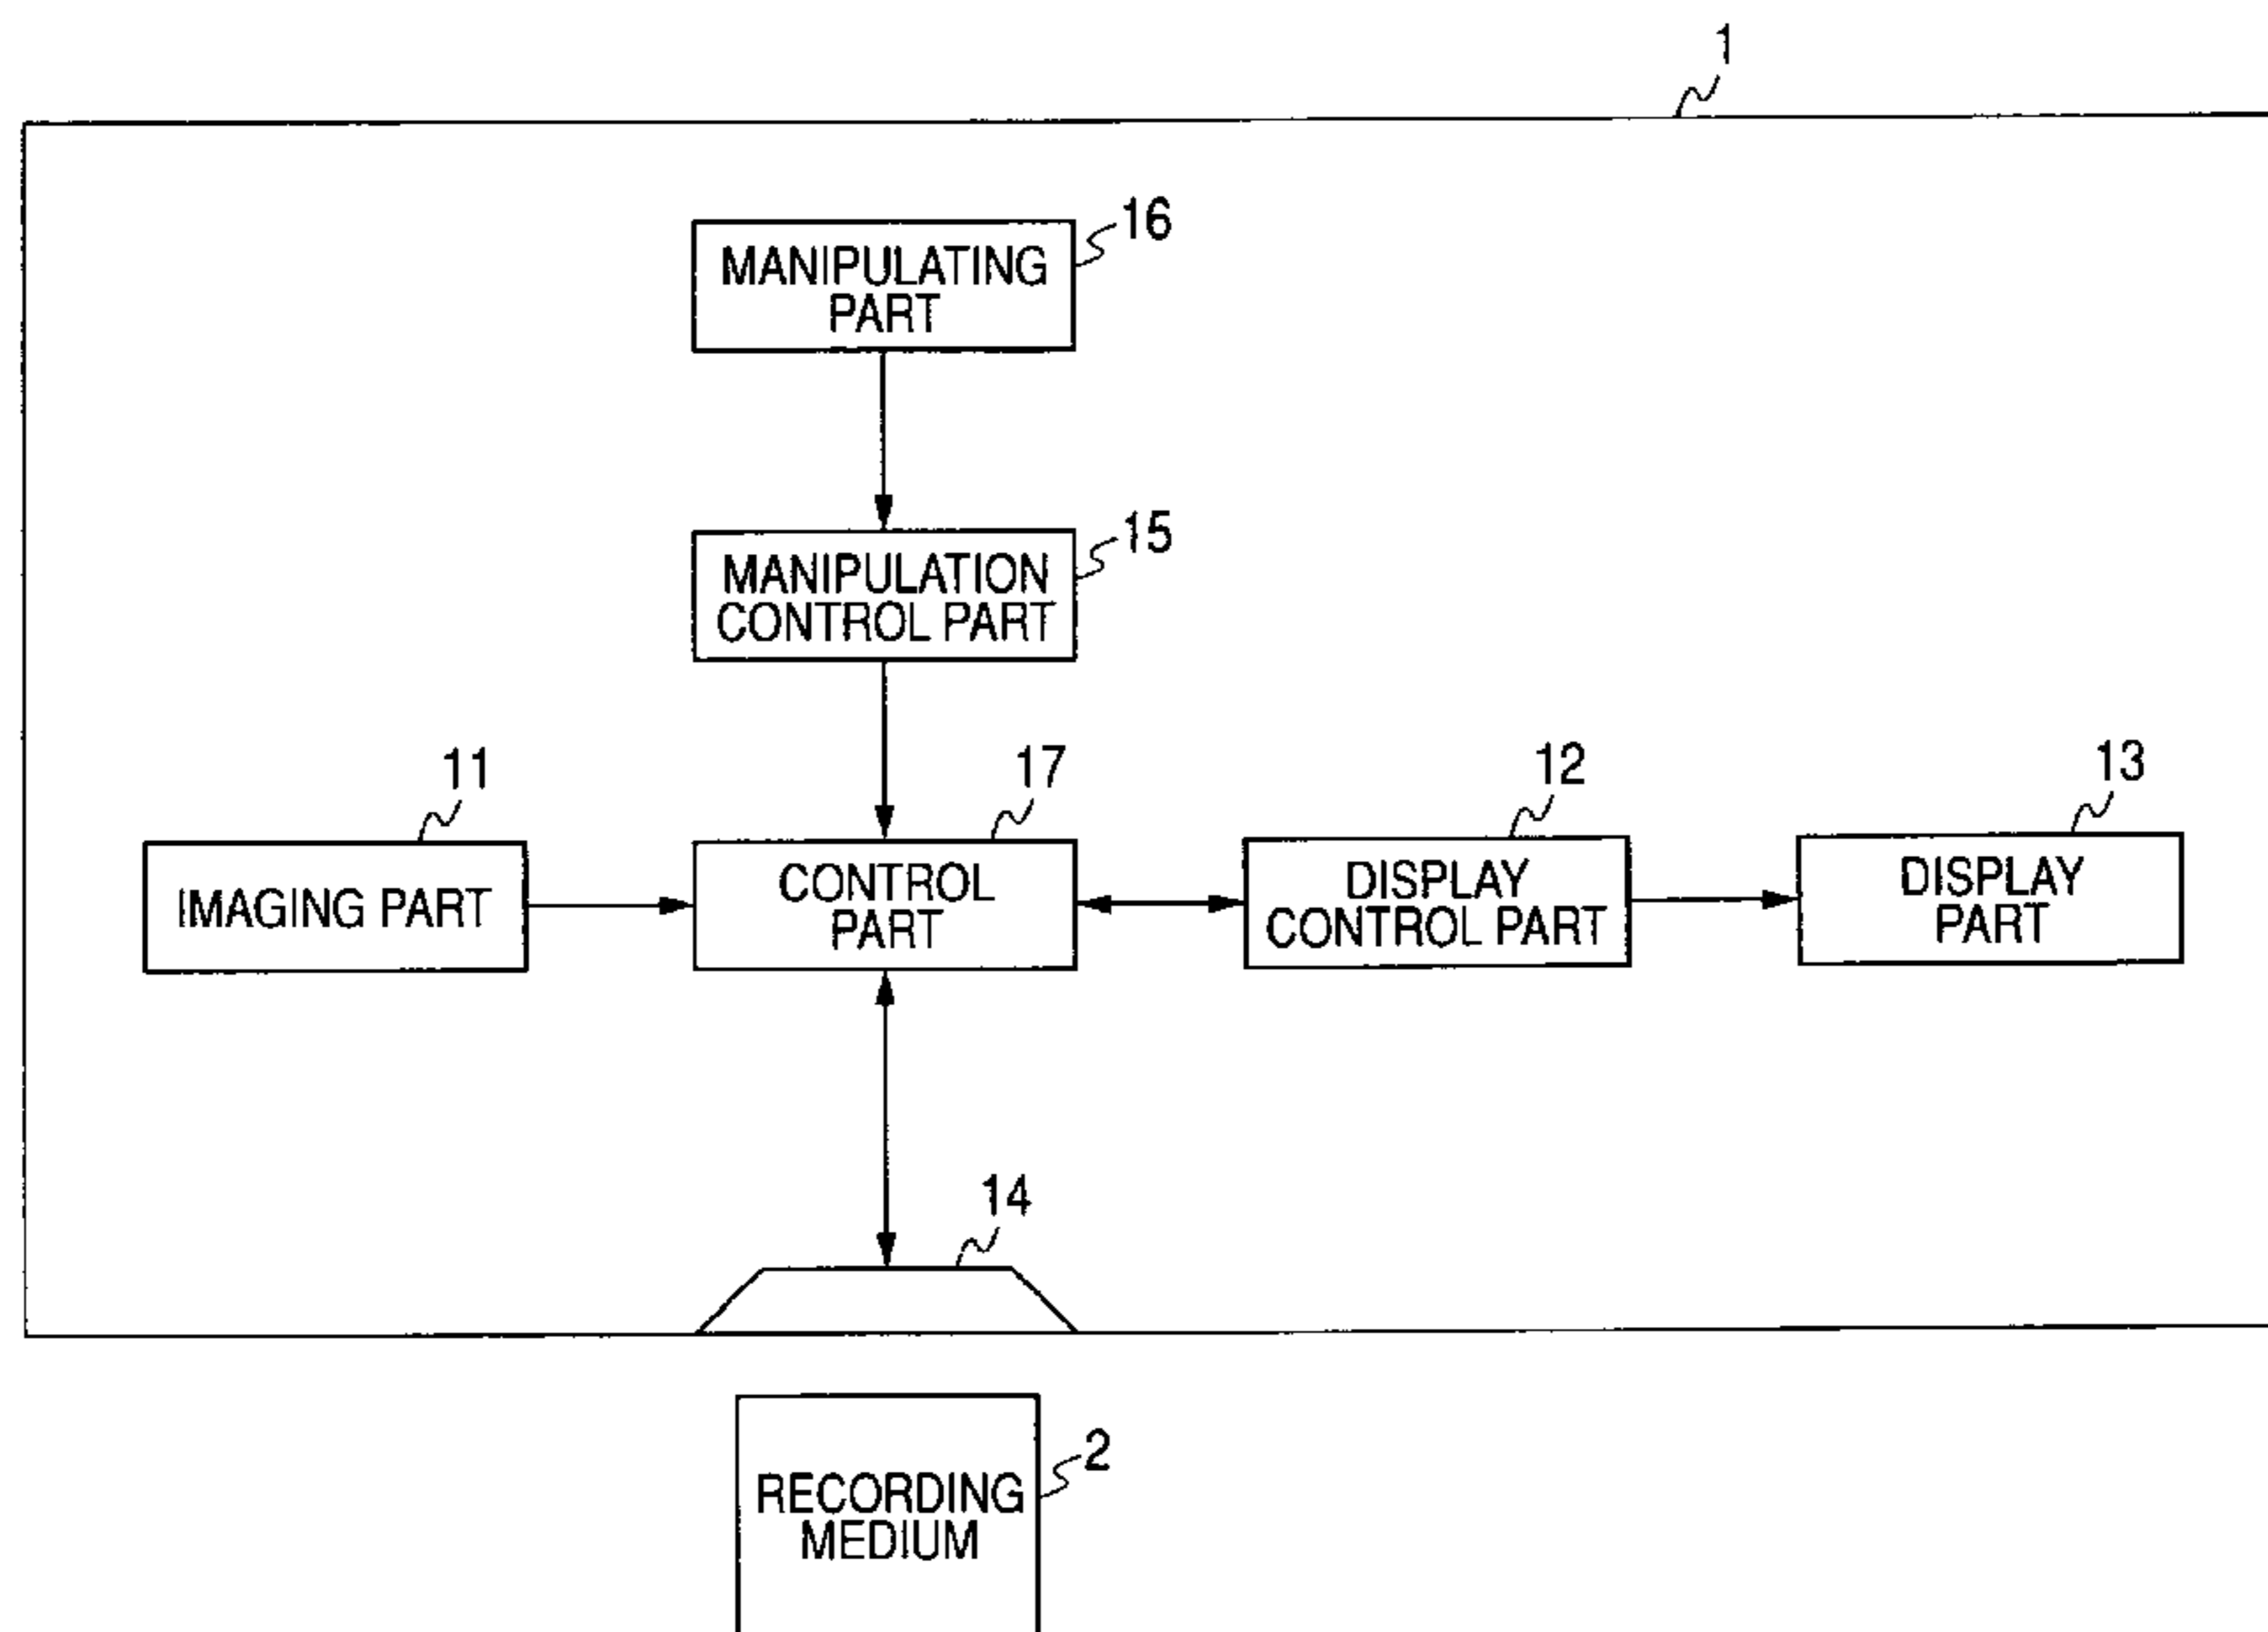 1
16
MANIPULATING
PART
15
MANIPULATION
CONTROL PART
11
17
12
13
IMAGING PART
CONTROL
PART
DISPLAY
CONTROL PART
DISPLAY
PART
14
2
RECORDING
MEDIUM